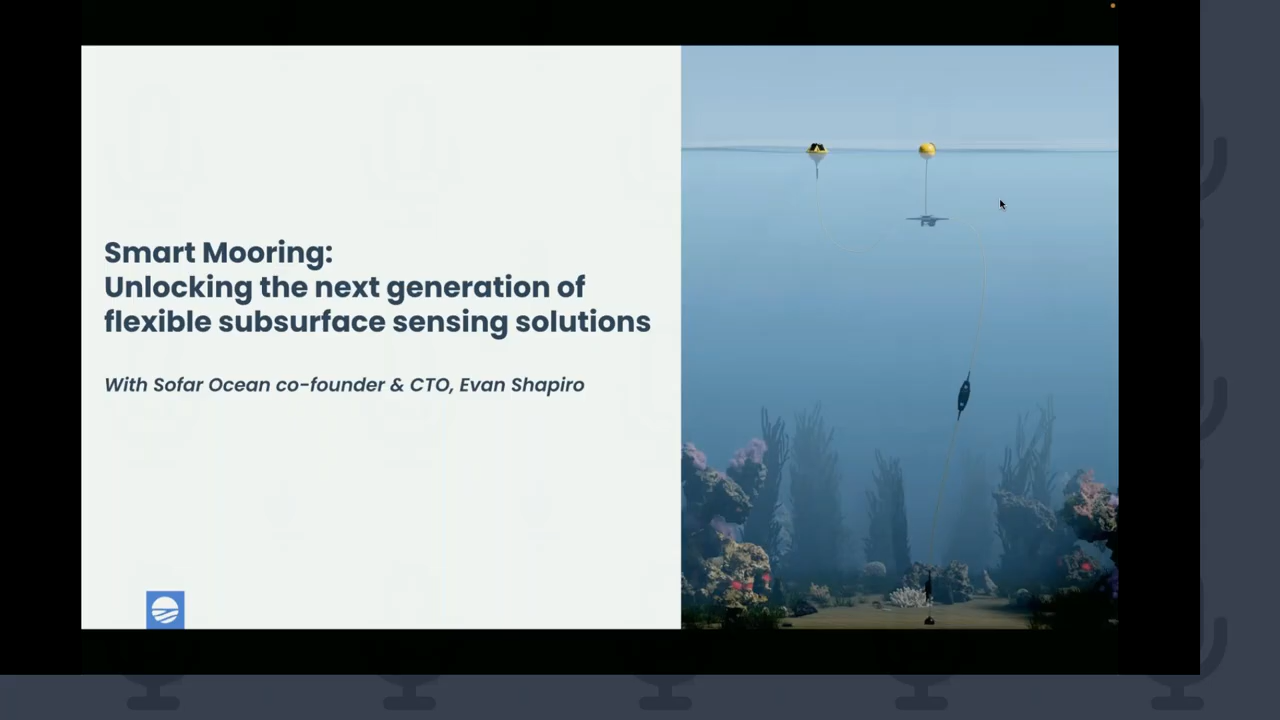 Smart Mooring:
Unlocking the next generation of
flexible subsurface sensing solutions
With Sofar Ocean co-founder & CTO, Evan Shapiro